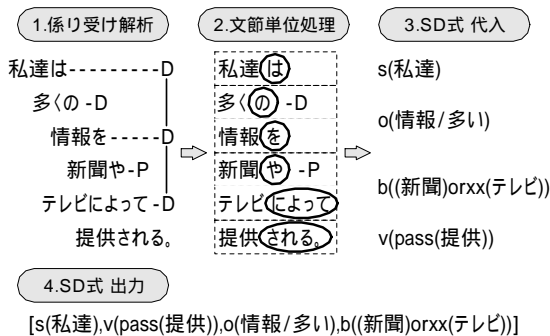 1.係り受け解析
2.文節単位処理
3.SD式 代入
私達は---------D
多くの-D
情報を-----D
新聞や-P
テレビによって-D
提供される。
私達は
多くの -D
情報を
新聞や -P
テレビによって
提供される。
s(私達)
o(情報/多い)
b((新聞)orxx(テレビ))
v(pass(提供))
4.SD式 出力
[s(私達),v(pass(提供)),o(情報/多い),b((新聞)orxx(テレビ))]